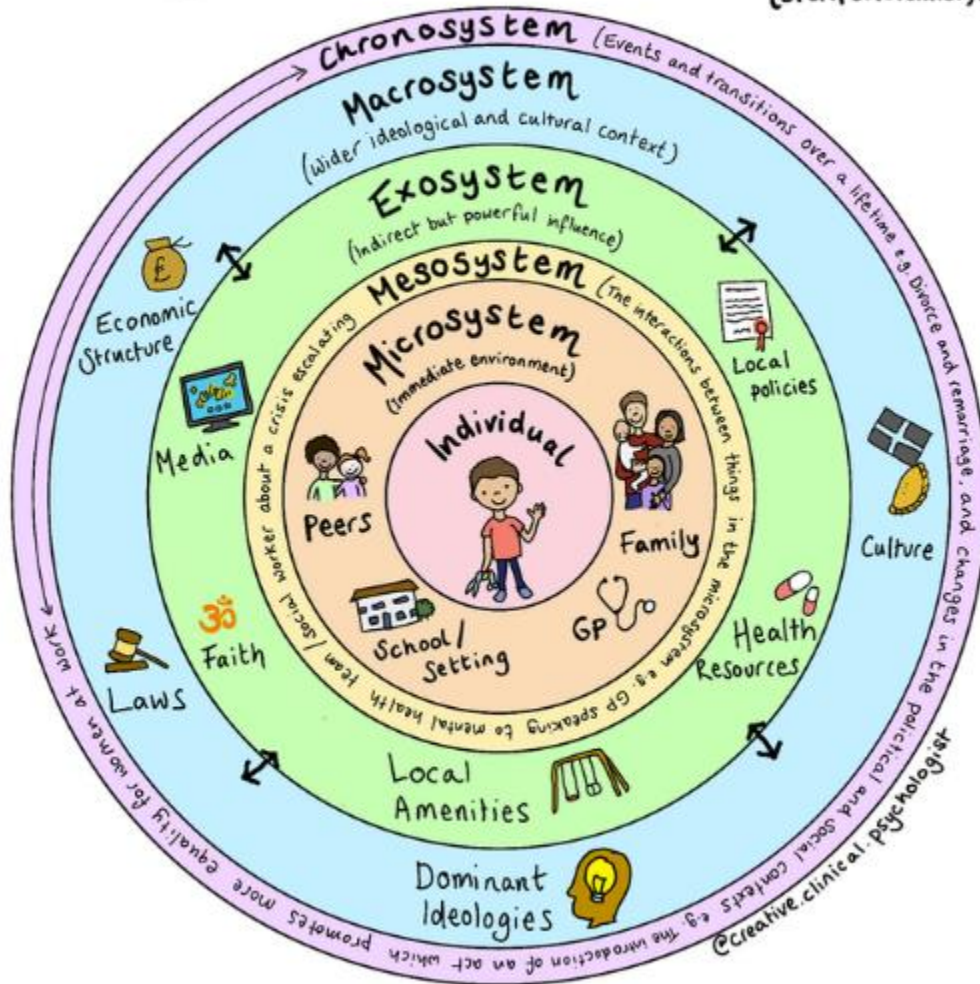 Chronosystem (Events and transitions over a lifetime e.g. Divorce and remarriage, and changes in the polictical and social contexts e.g. The introduction of an act which promotes more equality for women at work
Macrosystem
(Wider ideological and cultural context)
Exosystem
(Indirect but powerful influence)
Mesosystem (The interactions between things in the microsystem e.g. GP speaking to mental health team/social worker about a crisis escalating
Microsystem
(Immediate environment)
Individual
Economic
Structure
£
Media
Local
policies
Peers
Family
Culture
School/
Setting
GP
ॐ
Faith
Health
Resources
Laws
Local
Amenities
Dominant
Ideologies
@creative.clinical.psychologist